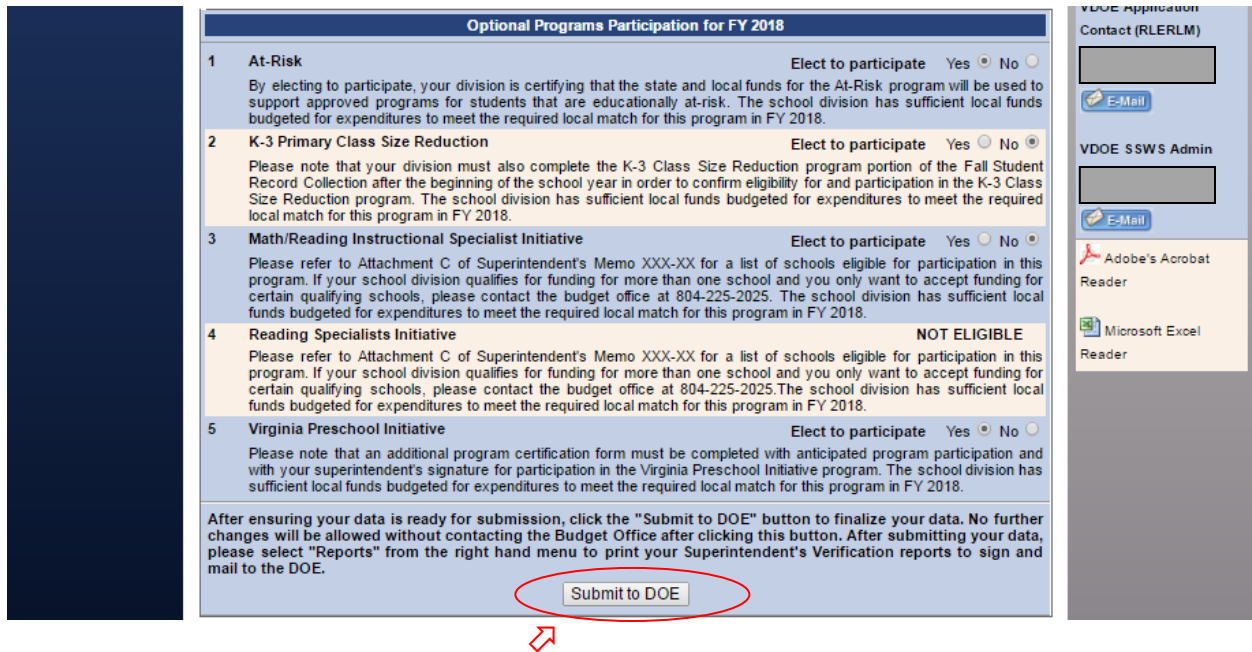 Optional Programs Participation for FY 2018
1 At-Risk Elect to participate Yes No
By electing to participate, your division is certifying that the state and local funds for the At-Risk program will be used to
support approved programs for students that are educationally at-risk. The school division has sufficient local funds
budgeted for expenditures to meet the required local match for this program in FY 2018.
2 K-3 Primary Class Size Reduction Elect to participate Yes No
Please note that your division must also complete the K-3 Class Size Reduction program portion of the Fall Student
Record Collection after the beginning of the school year in order to confirm eligibility for and participation in the K-3 Class
Size Reduction program. The school division has sufficient local funds budgeted for expenditures to meet the required
local match for this program in FY 2018.
3 Math/Reading Instructional Specialist Initiative Elect to participate Yes No
Please refer to Attachment C of Superintendent's Memo XXX-XX for a list of schools eligible for participation in this
program. If your school division qualifies for funding for more than one school and you only want to accept funding for
certain qualifying schools, please contact the budget office at 804-225-2025. The school division has sufficient local
funds budgeted for expenditures to meet the required local match for this program in FY 2018.
4 Reading Specialists Initiative NOT ELIGIBLE
Please refer to Attachment C of Superintendent's Memo XXX-XX for a list of schools eligible for participation in this
program. If your school division qualifies for funding for more than one school and you only want to accept funding for
certain qualifying schools, please contact the budget office at 804-225-2025.The school division has sufficient local
funds budgeted for expenditures to meet the required local match for this program in FY 2018.
5 Virginia Preschool Initiative Elect to participate Yes No
Please note that an additional program certification form must be completed with anticipated program participation and
with your superintendent's signature for participation in the Virginia Preschool Initiative program. The school division has
sufficient local funds budgeted for expenditures to meet the required local match for this program in FY 2018.
After ensuring your data is ready for submission, click the "Submit to DOE" button to finalize your data. No further
changes will be allowed without contacting the Budget Office after clicking this button. After submitting your data,
please select "Reports" from the right hand menu to print your Superintendent's Verification reports to sign and
mail to the DOE.
Submit to DOE
VDOE Application
Contact (RLERLM)
E-Mail
VDOE SSWS Admin
E-Mail
Adobe's Acrobat
Reader
Microsoft Excel
Reader